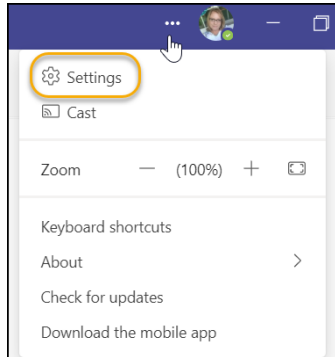 Settings
Cast
Zoom — (100%) +
Keyboard shortcuts
About
Check for updates
Download the mobile app